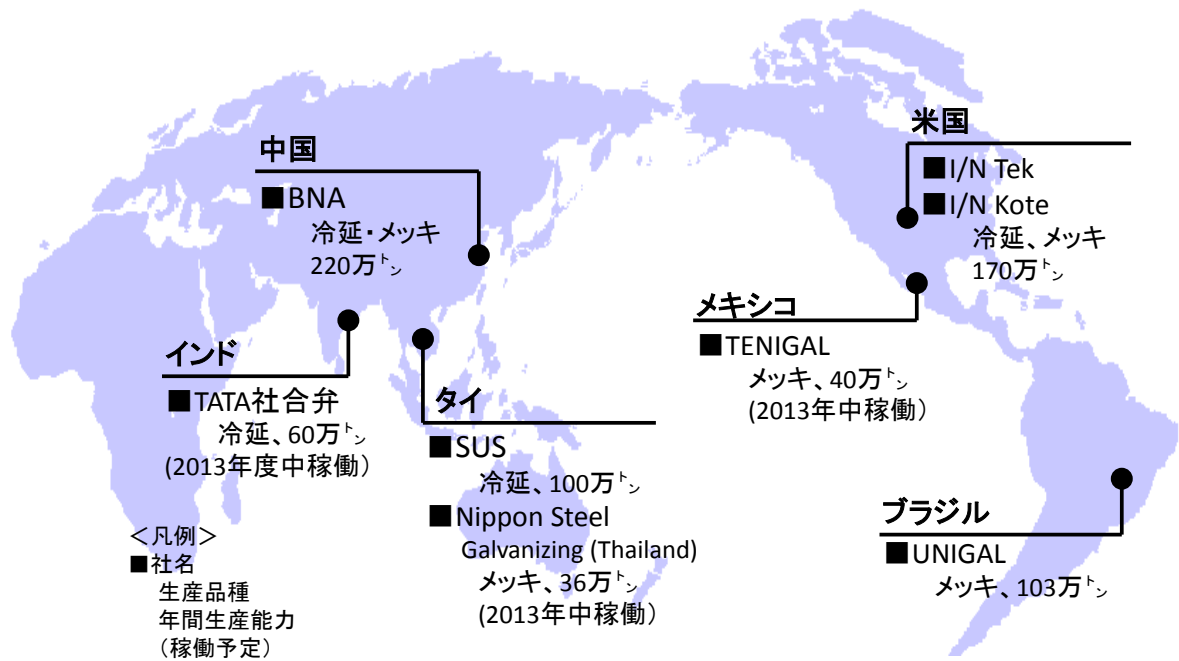 中国
■BNA
冷延・メッキ
220万㌧
インド
■TATA社合弁
冷延、60万㌧
(2013年度中稼働)
タイ
■SUS
冷延、100万㌧
■Nippon Steel
Galvanizing (Thailand)
メッキ、36万㌧
(2013年中稼働)
米国
■I/N Tek
■I/N Kote
冷延、メッキ
170万㌧
メキシコ
■TENIGAL
メッキ、40万㌧
(2013年中稼働)
ブラジル
■UNIGAL
メッキ、103万㌧
＜凡例＞
■社名
生産品種
年間生産能力
(稼働予定)